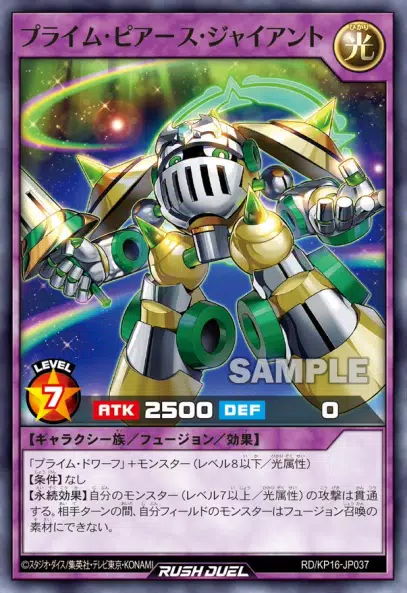 プライム・ピアース・ジャイアント
ひかり
光
LEVEL
7
SAMPLE
ATK 2500 DEF 0
【ギャラクシー族／フュージョン／効果】
「プライム・ドワーフ」+モンスター(レベル8以下／光属性)
【条件】なし
【永続効果】自分のモンスター(レベル7以上／光属性)の攻撃は貫通
する。相手ターンの間、自分フィールドのモンスターはフュージョン召喚の
素材にできない。
©スタジオ・ダイス/集英社・テレビ東京・KONAMI
RUSH DUEL
RD/KP16-JP037